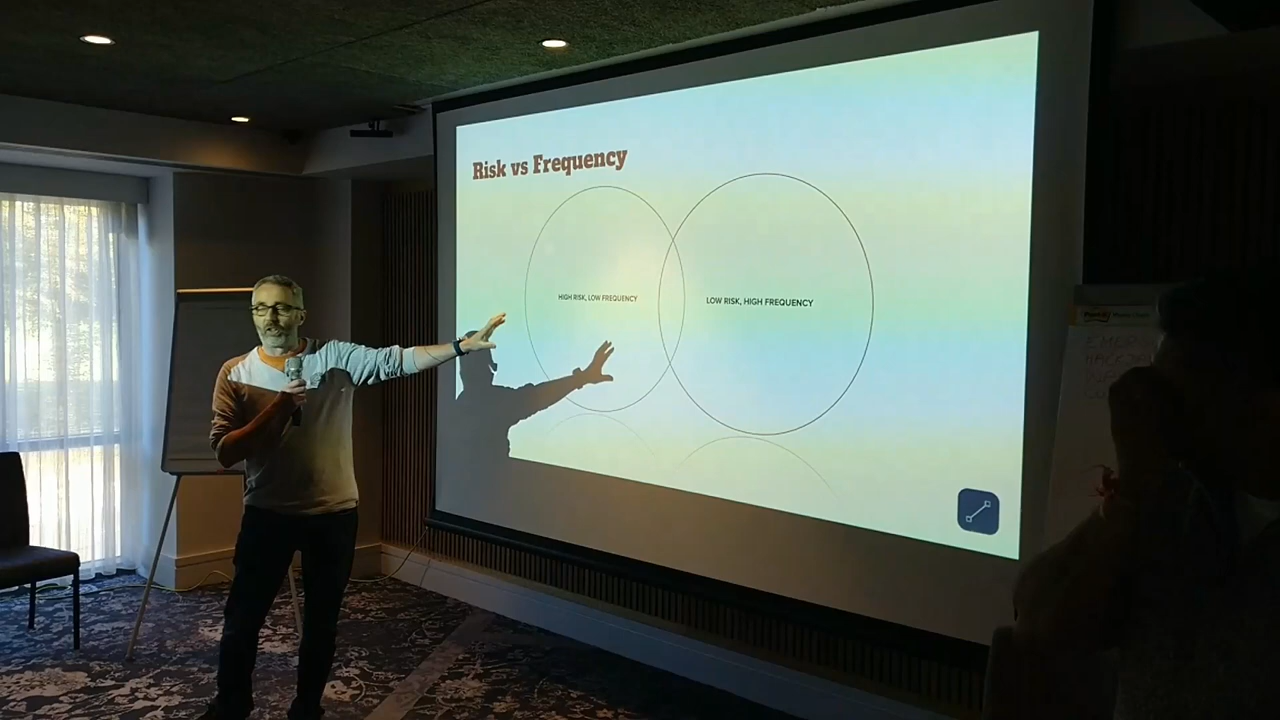 Risk vs Frequency
HIGH RISK, LOW FREQUENCY
LOW RISK, HIGH FREQUENCY